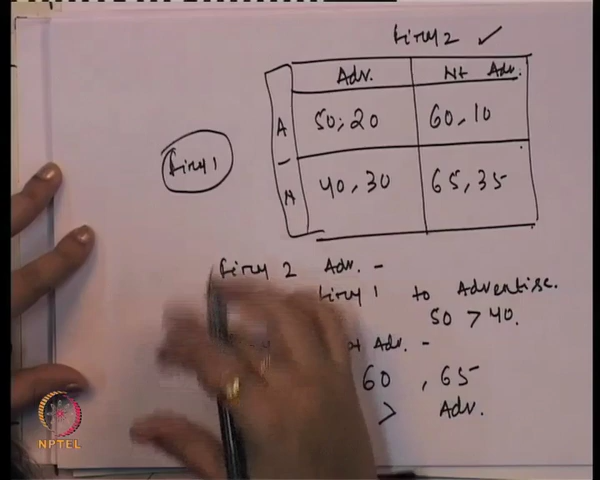 Firm 2 ✓
Adv. Nt Adv.
A 50, 20 60, 10
Firm 1
N 40, 30 65, 35
Firm 2 Adv. -
Firm 1 to Advertise.
50 > 40.
Adv. -
60 , 65
> Adv.
NPTEL